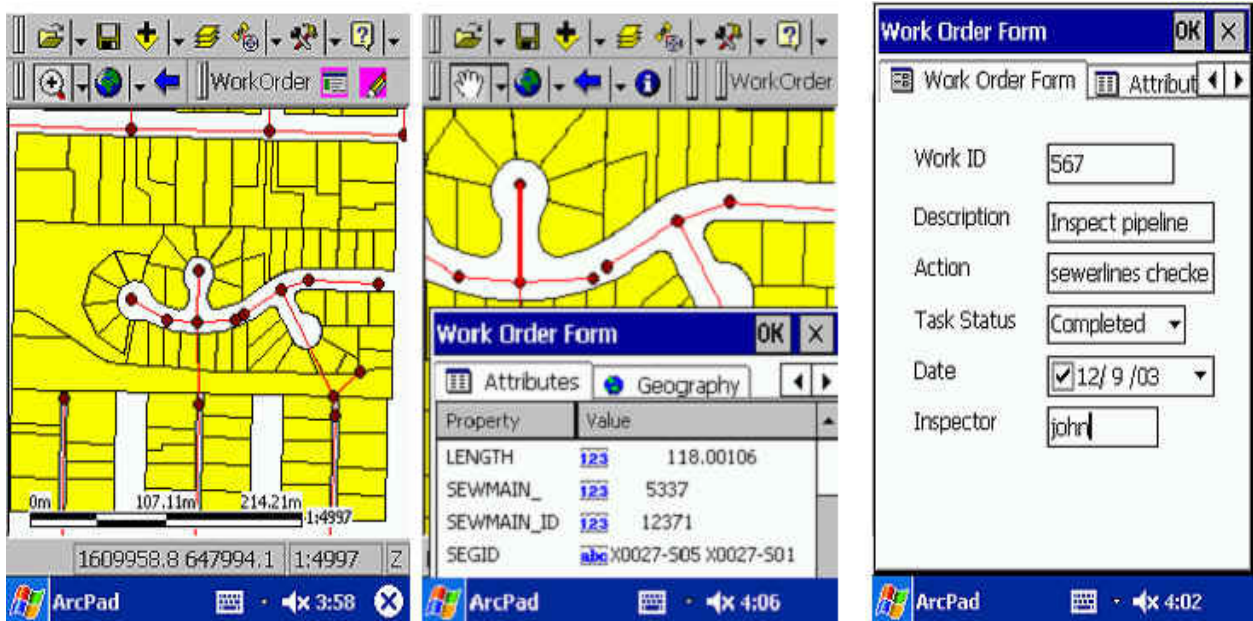 WorkOrder
0m 107.11m 214.21m
1:4997
1609958.8 647994.1 1:4997 Z
ArcPad 3:58
WorkOrder
Work Order Form OK
Attributes Geography
Property Value
LENGTH 123 118.00106
SEWMAIN_ 123 5337
SEWMAIN_ID 123 12371
SEGID abc X0027-S05 X0027-S01
ArcPad 4:06
Work Order Form OK
Work Order Form Attribut
Work ID 567
Description Inspect pipeline
Action sewerlines checke
Task Status Completed
Date 12/ 9 /03
Inspector john
ArcPad 4:02